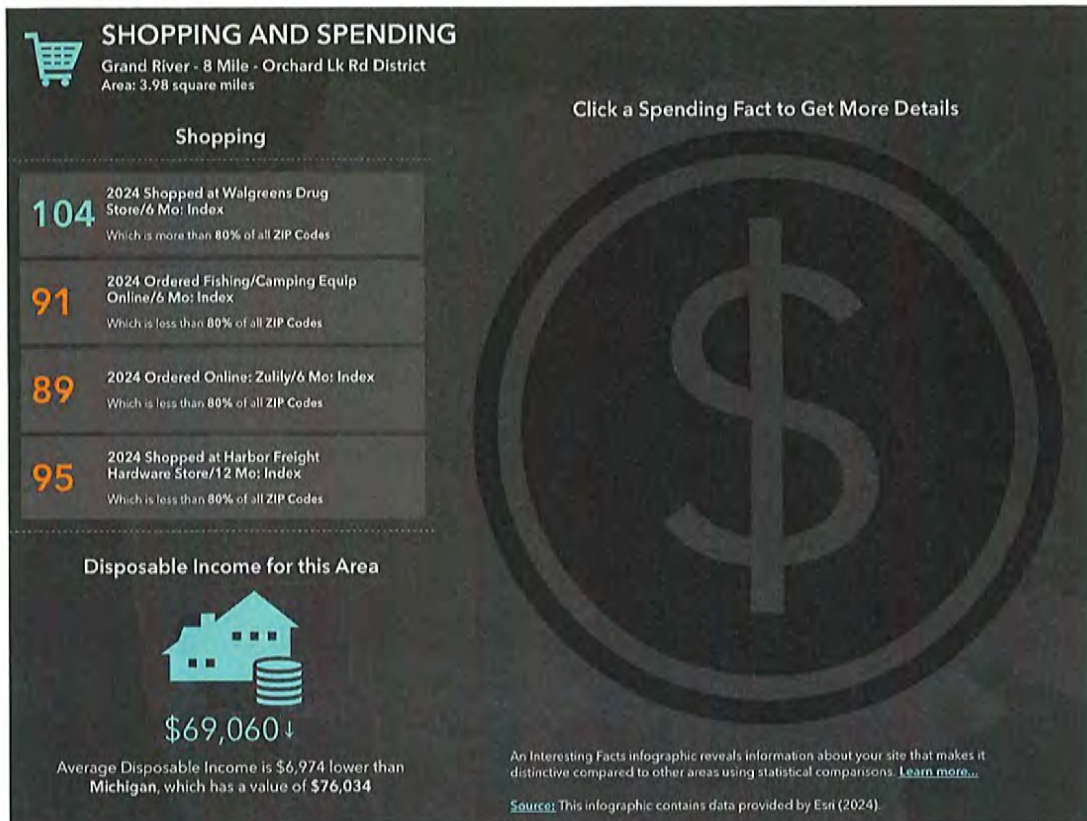 SHOPPING AND SPENDING
Grand River - 8 Mile - Orchard Lk Rd District
Area: 3.98 square miles
Shopping
104
2024 Shopped at Walgreens Drug
Store/6 Mo: Index
Which is more than 80% of all ZIP Codes
91
2024 Ordered Fishing/Camping Equip
Online/6 Mo: Index
Which is less than 80% of all ZIP Codes
89
2024 Ordered Online: Zulily/6 Mo: Index
Which is less than 80% of all ZIP Codes
95
2024 Shopped at Harbor Freight
Hardware Store/12 Mo: Index
Which is less than 80% of all ZIP Codes
Disposable Income for this Area
$69,060↓
Average Disposable Income is $6,974 lower than
Michigan, which has a value of $76,034
Click a Spending Fact to Get More Details
$
An Interesting Facts infographic reveals information about your site that makes it
distinctive compared to other areas using statistical comparisons. Learn more...
Source: This infographic contains data provided by Esri (2024).